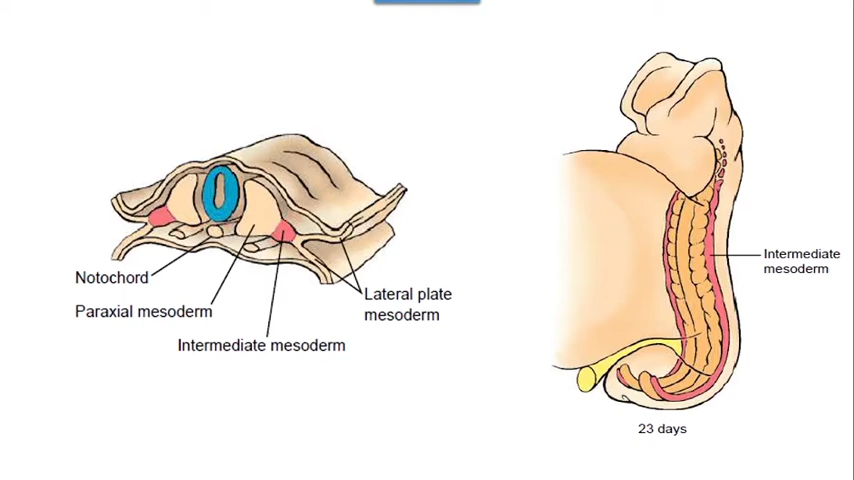 Notochord
Paraxial mesoderm
Intermediate mesoderm
Lateral plate
mesoderm
Intermediate
mesoderm
23 days